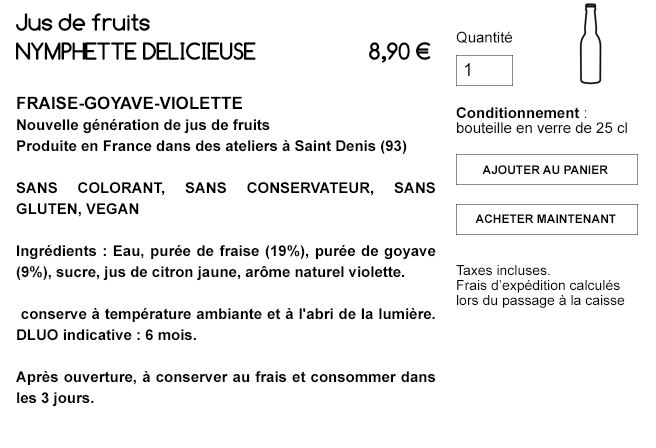 Jus de fruits
NYMPHETTE DELICIEUSE 8,90 €
FRAISE-GOYAVE-VIOLETTE
Nouvelle génération de jus de fruits
Produite en France dans des ateliers à Saint Denis (93)
SANS COLORANT, SANS CONSERVATEUR, SANS
GLUTEN, VEGAN
Ingrédients : Eau, purée de fraise (19%), purée de goyave
(9%), sucre, jus de citron jaune, arôme naturel violette.
conserve à température ambiante et à l'abri de la lumière.
DLUO indicative : 6 mois.
Après ouverture, à conserver au frais et consommer dans
les 3 jours.
Quantité
1
Conditionnement :
bouteille en verre de 25 cl
AJOUTER AU PANIER
ACHETER MAINTENANT
Taxes incluses.
Frais d'expédition calculés
lors du passage à la caisse